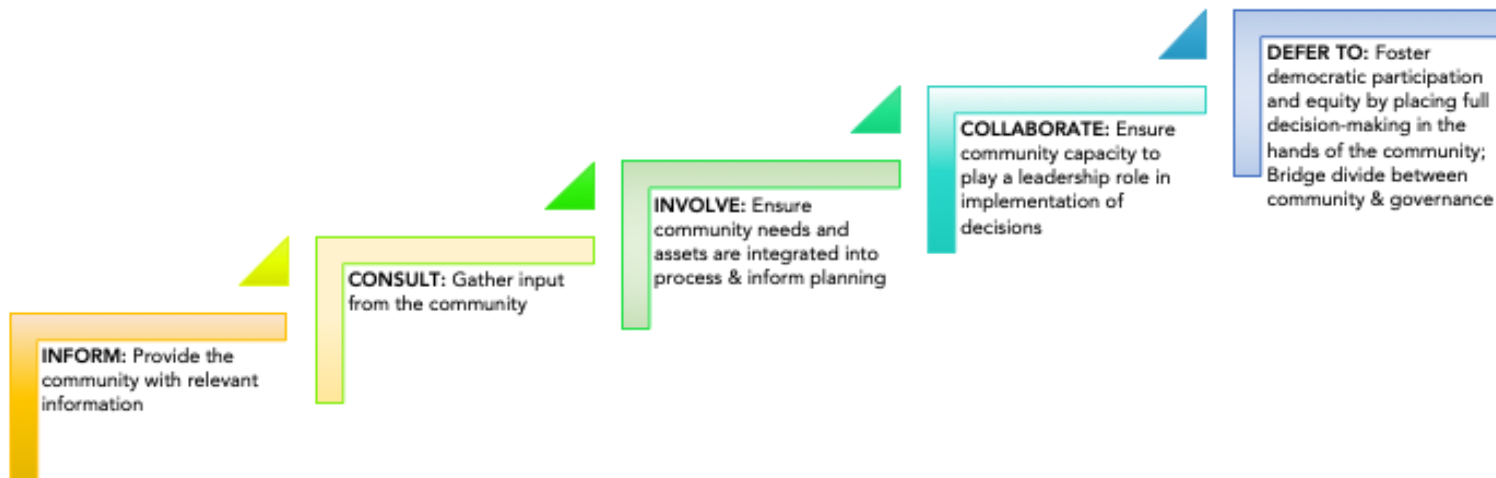 INFORM: Provide the
community with relevant
information
CONSULT: Gather input
from the community
INVOLVE: Ensure
community needs and
assets are integrated into
process & inform planning
COLLABORATE: Ensure
community capacity to
play a leadership role in
implementation of
decisions
DEFER TO: Foster
democratic participation
and equity by placing full
decision-making in the
hands of the community;
Bridge divide between
community & governance